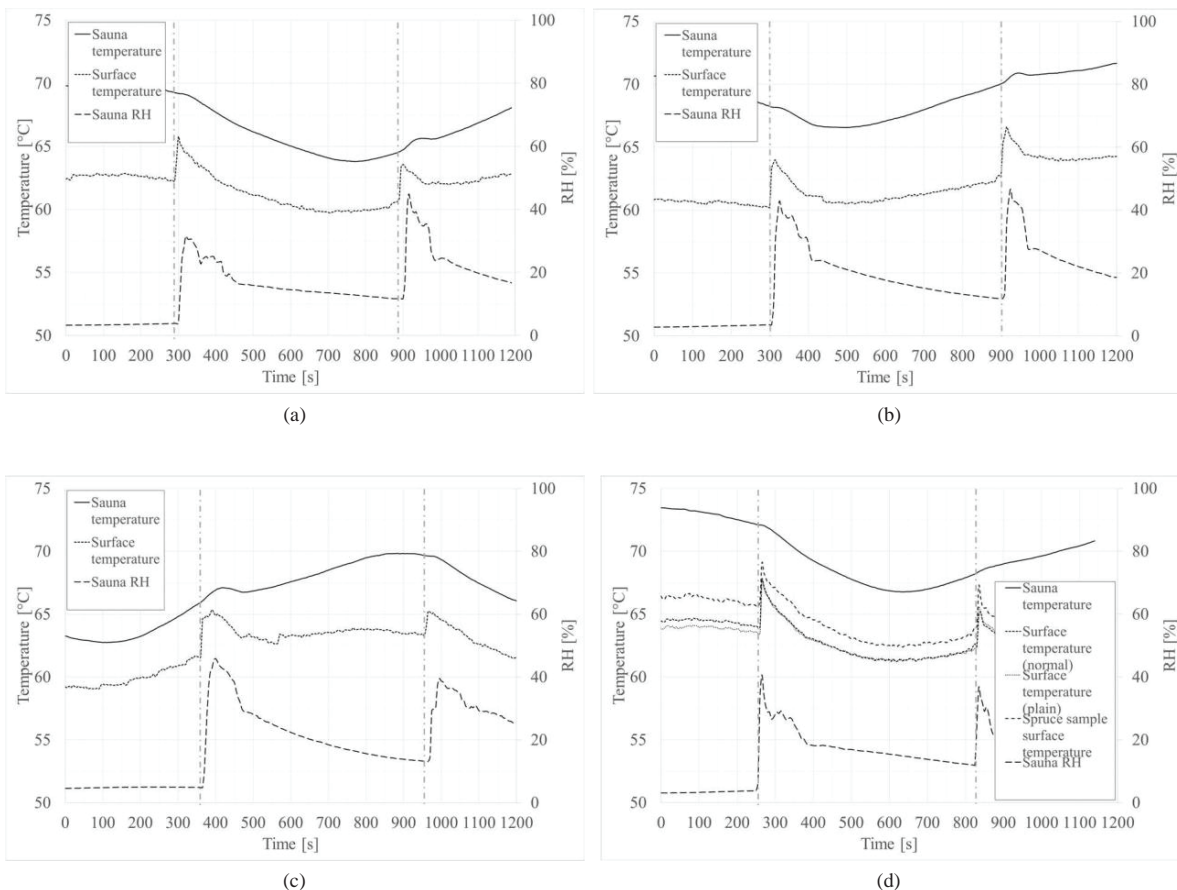 75
70
65
60
55
50
Temperature [°C]
Sauna
temperature
Surface
temperature
Sauna RH
100
80
60
40
20
0
RH [%]
0 100 200 300 400 500 600 700 800 900 1000 1100 1200
Time [s]
(a)
75
70
65
60
55
50
Temperature [°C]
Sauna
temperature
Surface
temperature
Sauna RH
100
80
60
40
20
0
RH [%]
0 100 200 300 400 500 600 700 800 900 1000 1100 1200
Time [s]
(b)
75
70
65
60
55
50
Temperature [°C]
Sauna
temperature
Surface
temperature
Sauna RH
100
80
60
40
20
0
RH [%]
0 100 200 300 400 500 600 700 800 900 1000 1100 1200
Time [s]
(c)
75
70
65
60
55
50
Temperature [°C]
Sauna
temperature
Surface
temperature
(normal)
Surface
temperature
(plain)
Spruce sample
surface
temperature
Sauna RH
100
80
60
40
20
0
RH [%]
0 100 200 300 400 500 600 700 800 900 1000 1100 1200
Time [s]
(d)